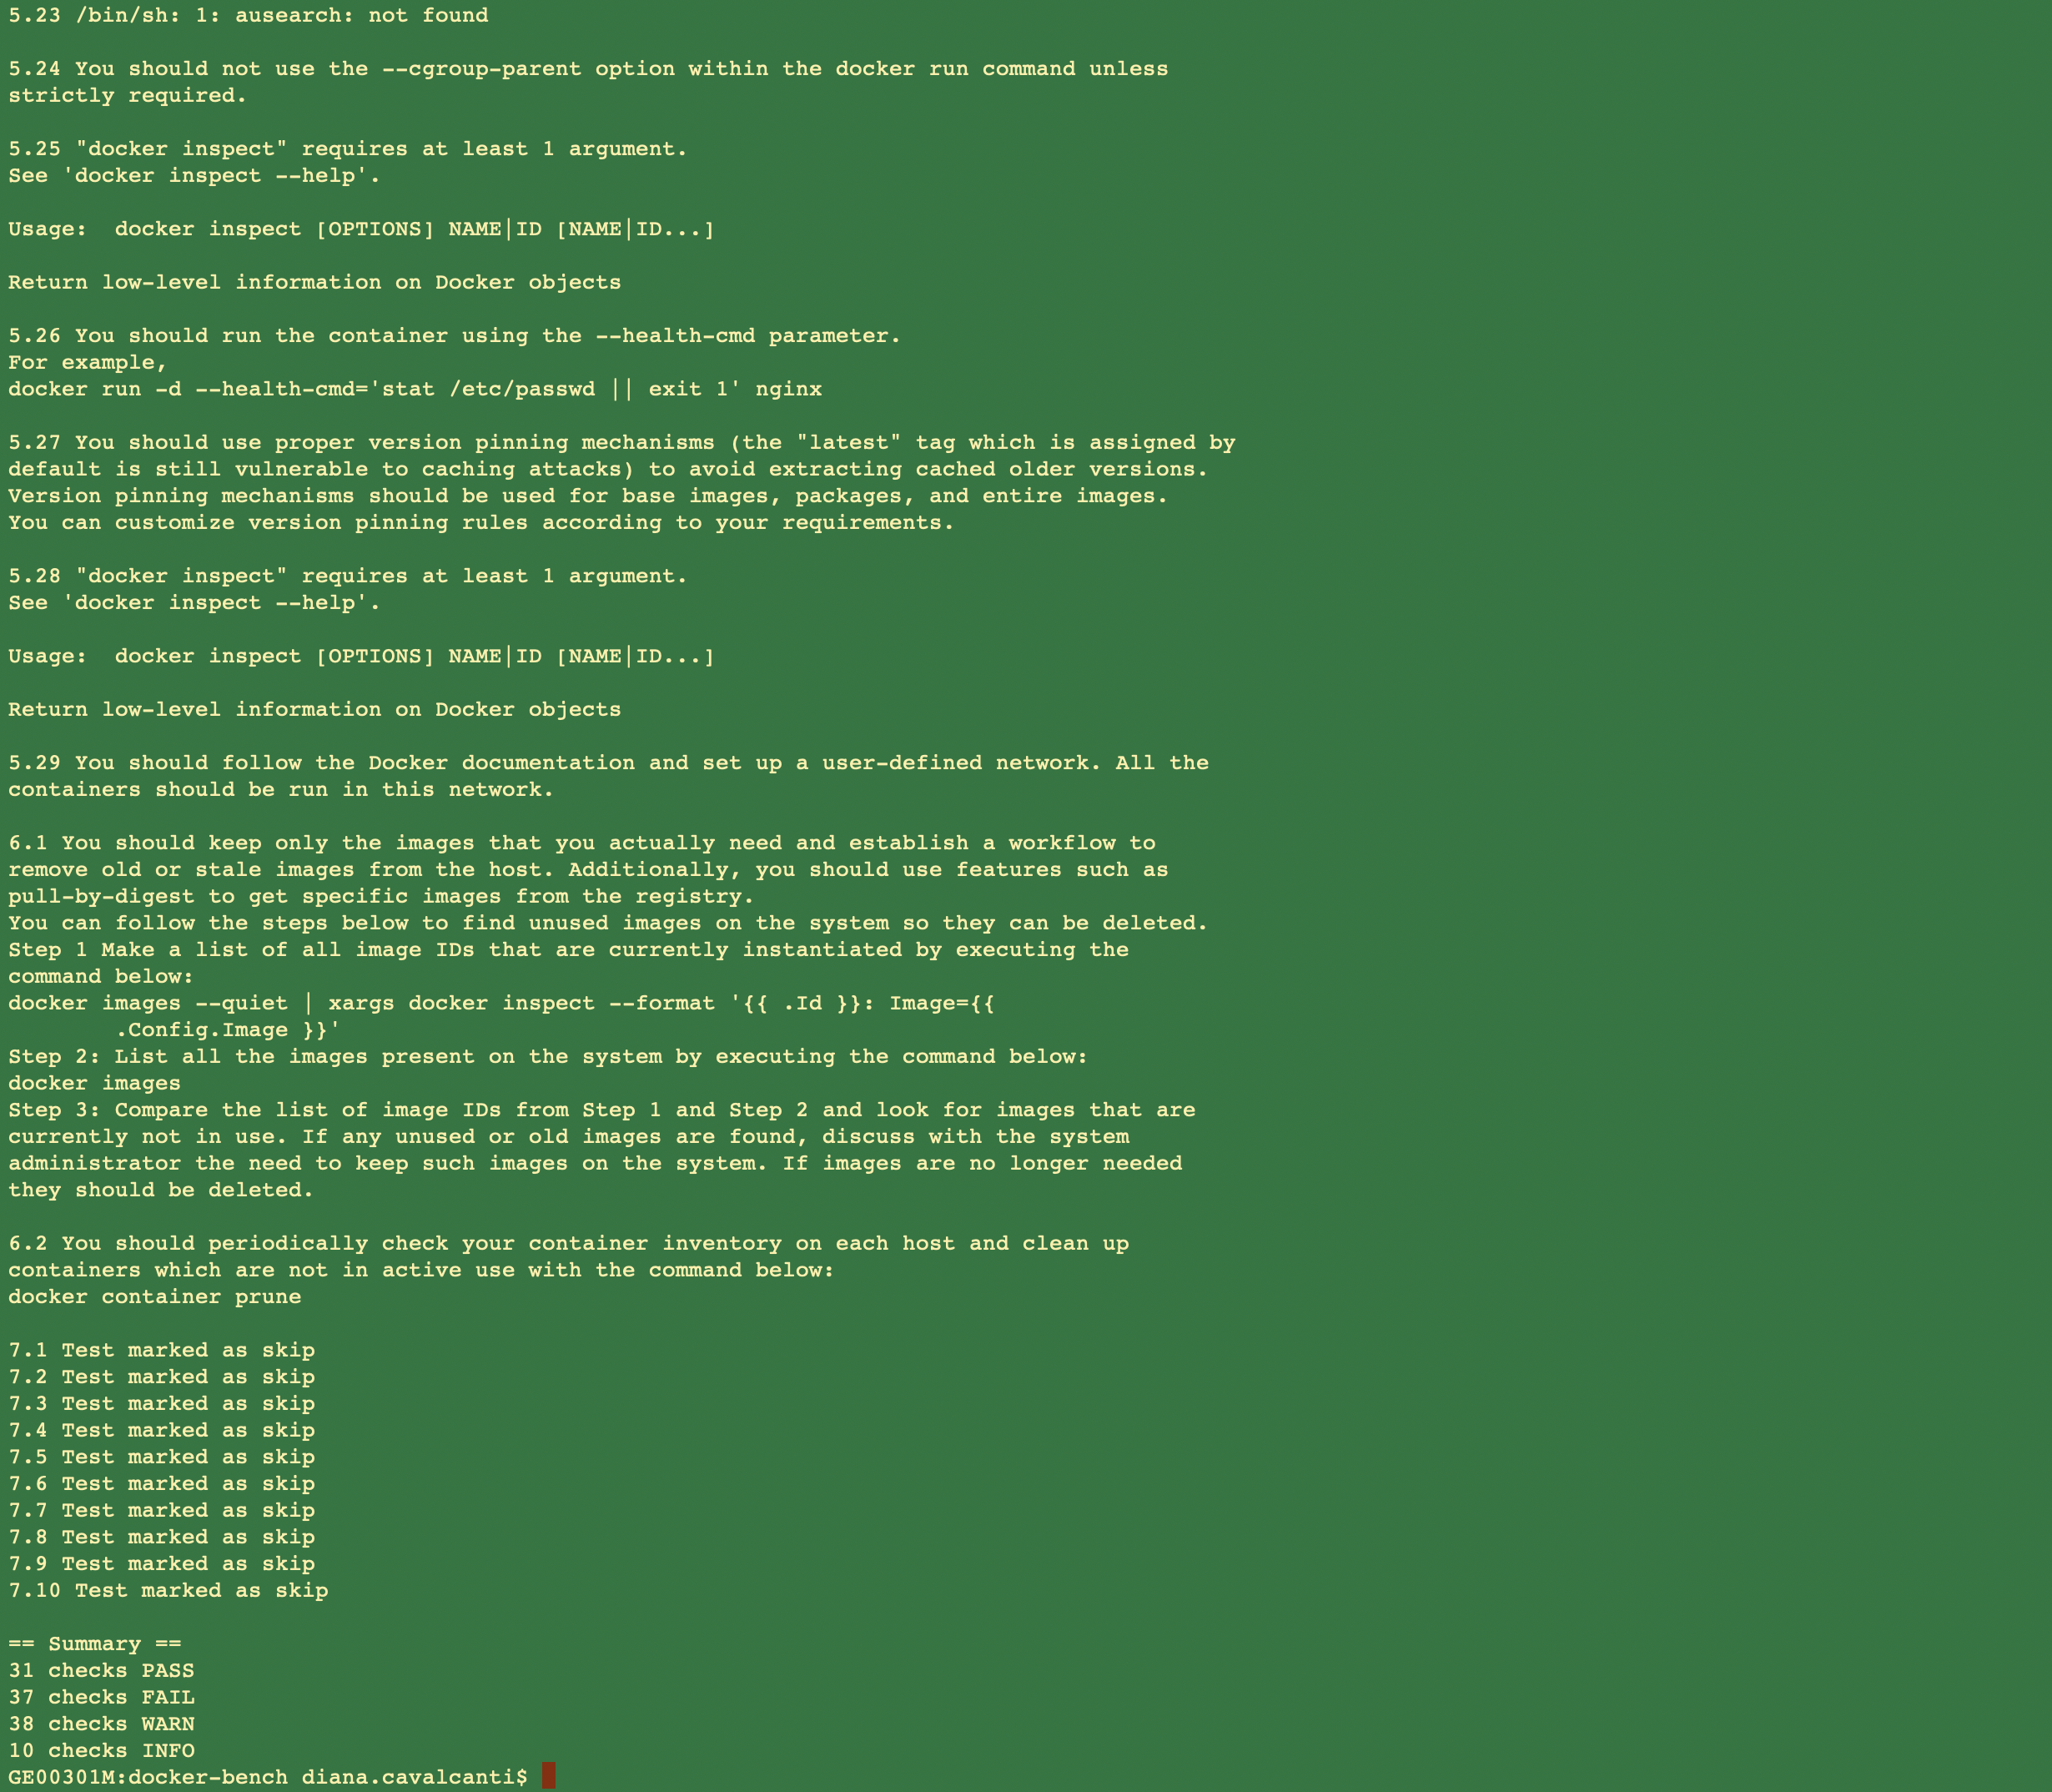 5.23 /bin/sh: 1: ausearch: not found
5.24 You should not use the --cgroup-parent option within the docker run command unless
strictly required.
5.25 "docker inspect" requires at least 1 argument.
See 'docker inspect --help'.
Usage:  docker inspect [OPTIONS] NAME|ID [NAME|ID...]
Return low-level information on Docker objects
5.26 You should run the container using the --health-cmd parameter.
For example,
docker run -d --health-cmd='stat /etc/passwd || exit 1' nginx
5.27 You should use proper version pinning mechanisms (the "latest" tag which is assigned by
default is still vulnerable to caching attacks) to avoid extracting cached older versions.
Version pinning mechanisms should be used for base images, packages, and entire images.
You can customize version pinning rules according to your requirements.
5.28 "docker inspect" requires at least 1 argument.
See 'docker inspect --help'.
Usage:  docker inspect [OPTIONS] NAME|ID [NAME|ID...]
Return low-level information on Docker objects
5.29 You should follow the Docker documentation and set up a user-defined network. All the
containers should be run in this network.
6.1 You should keep only the images that you actually need and establish a workflow to
remove old or stale images from the host. Additionally, you should use features such as
pull-by-digest to get specific images from the registry.
You can follow the steps below to find unused images on the system so they can be deleted.
Step 1 Make a list of all image IDs that are currently instantiated by executing the
command below:
docker images --quiet | xargs docker inspect --format '{{ .Id }}: Image={{
        .Config.Image }}'
Step 2: List all the images present on the system by executing the command below:
docker images
Step 3: Compare the list of image IDs from Step 1 and Step 2 and look for images that are
currently not in use. If any unused or old images are found, discuss with the system
administrator the need to keep such images on the system. If images are no longer needed
they should be deleted.
6.2 You should periodically check your container inventory on each host and clean up
containers which are not in active use with the command below:
docker container prune
7.1 Test marked as skip
7.2 Test marked as skip
7.3 Test marked as skip
7.4 Test marked as skip
7.5 Test marked as skip
7.6 Test marked as skip
7.7 Test marked as skip
7.8 Test marked as skip
7.9 Test marked as skip
7.10 Test marked as skip
== Summary ==
31 checks PASS
37 checks FAIL
38 checks WARN
10 checks INFO
GE00301M:docker-bench diana.cavalcanti$